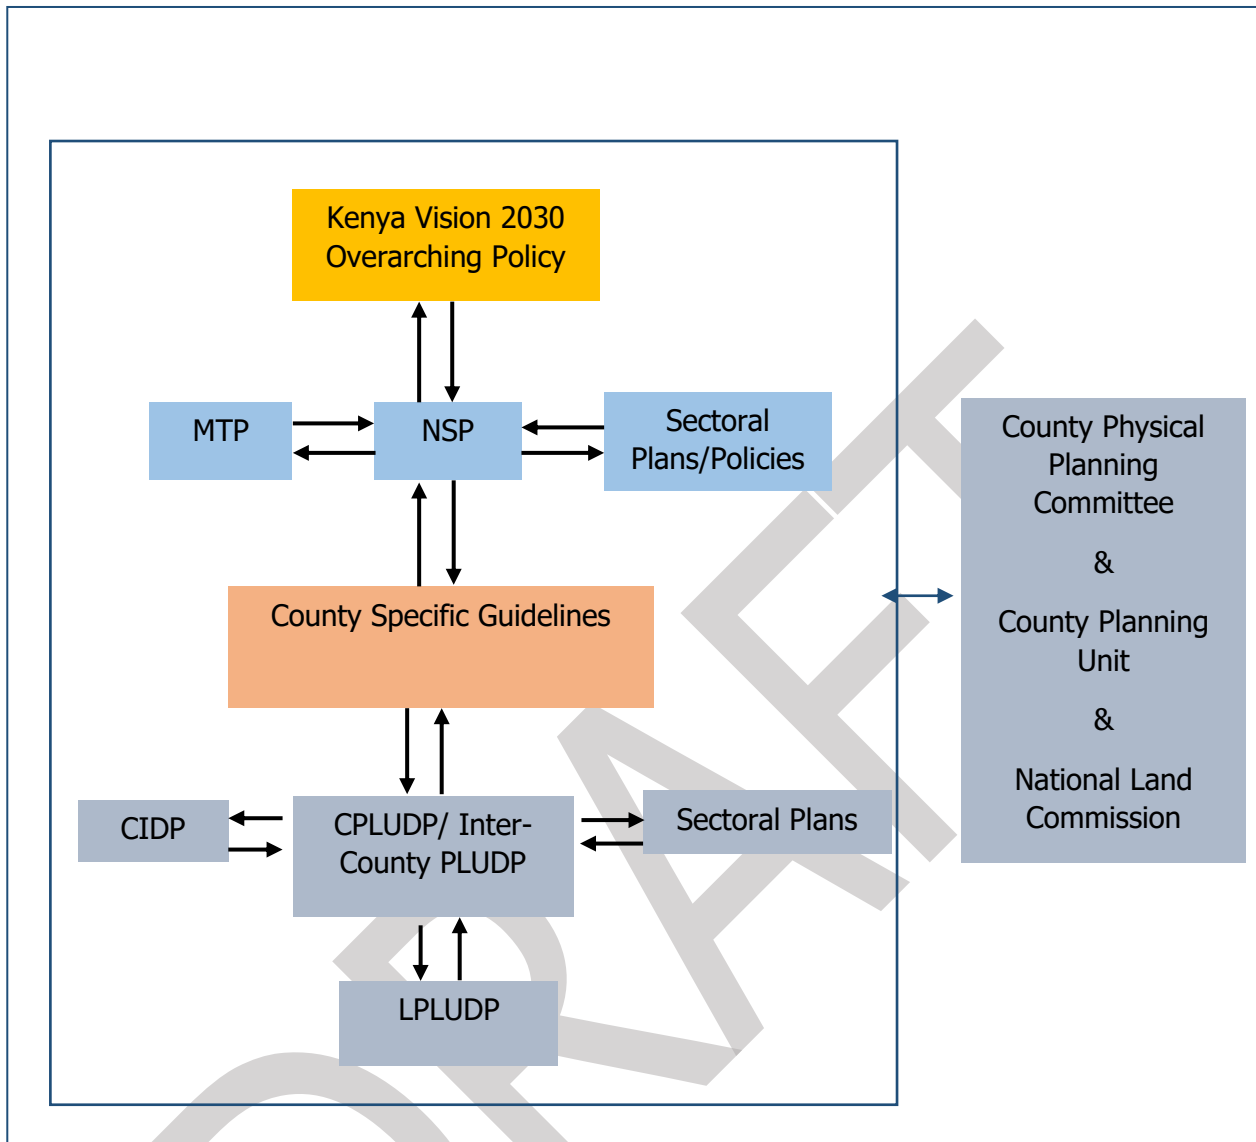 Kenya Vision 2030
Overarching Policy
MTP
NSP
Sectoral
Plans/Policies
County Specific Guidelines
CIDP
CPLUDP/ Inter-
County PLUDP
Sectoral Plans
LPLUDP
County Physical
Planning
Committee
&
County Planning
Unit
&
National Land
Commission
DRAFT